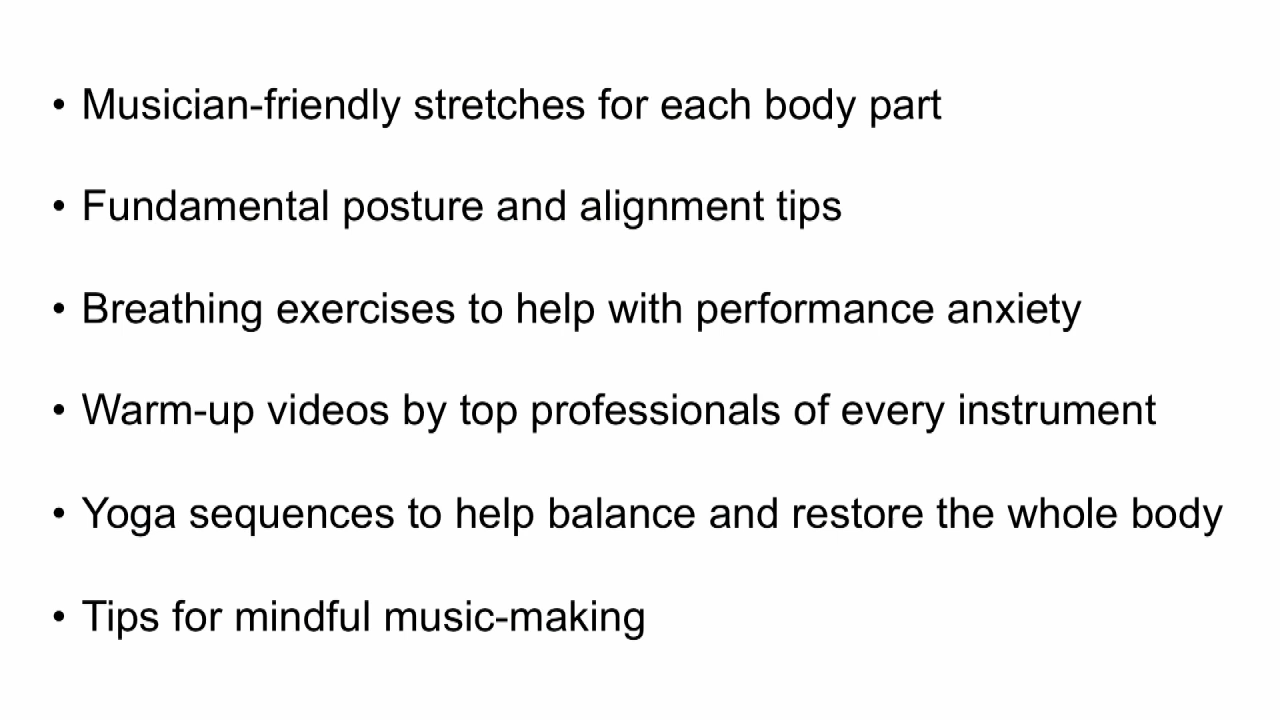 • Musician-friendly stretches for each body part
• Fundamental posture and alignment tips
• Breathing exercises to help with performance anxiety
• Warm-up videos by top professionals of every instrument
• Yoga sequences to help balance and restore the whole body
• Tips for mindful music-making